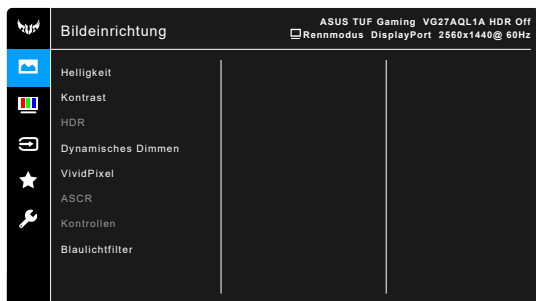 Bildeinrichtung
ASUS TUF Gaming VG27AQL1A HDR Off
Rennmodus DisplayPort 2560x1440@ 60Hz
Helligkeit
Kontrast
HDR
Dynamisches Dimmen
VividPixel
ASCR
Kontrollen
Blaulichtfilter